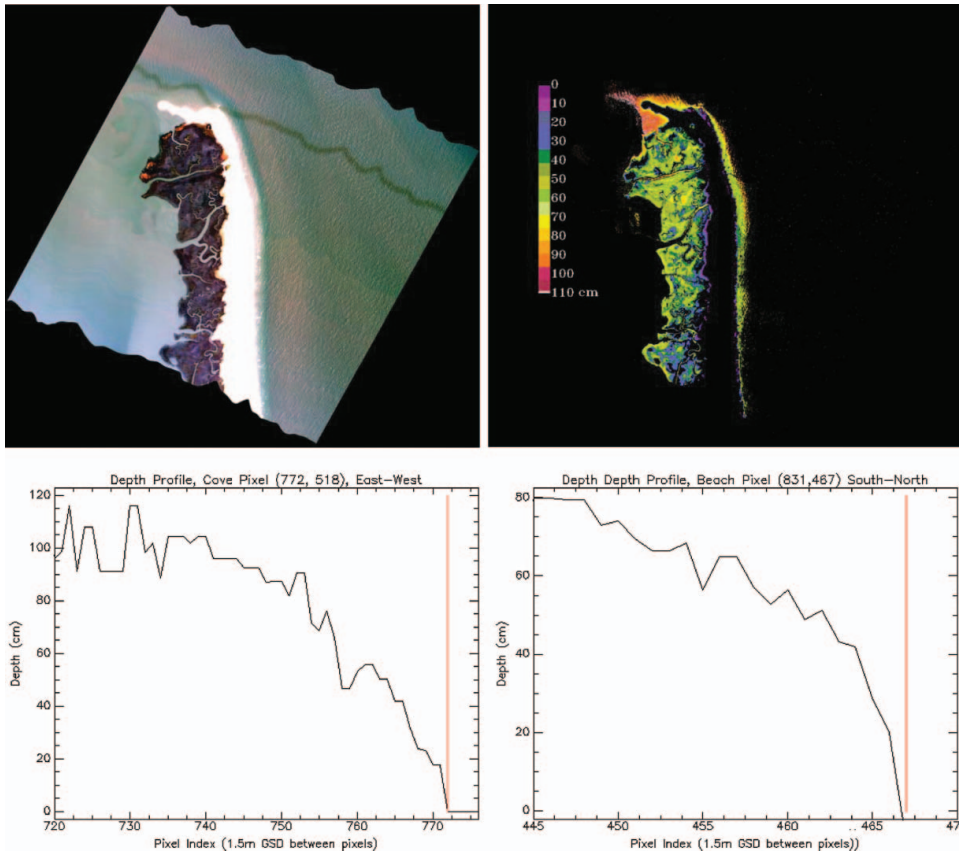 0
10
20
30
40
50
60
70
80
90
100
110 cm
Depth Profile, Cove Pixel (772, 518), East-West
120
100
80
60
40
20
0
Depth (cm)
720 730 740 750 760 770
Pixel Index (1.5m GSD between pixels)
Depth Depth Profile, Beach Pixel (831,467) South-North
80
60
40
20
0
Depth (cm)
445 450 455 460 465 470
Pixel Index (1.5m GSD between pixels))